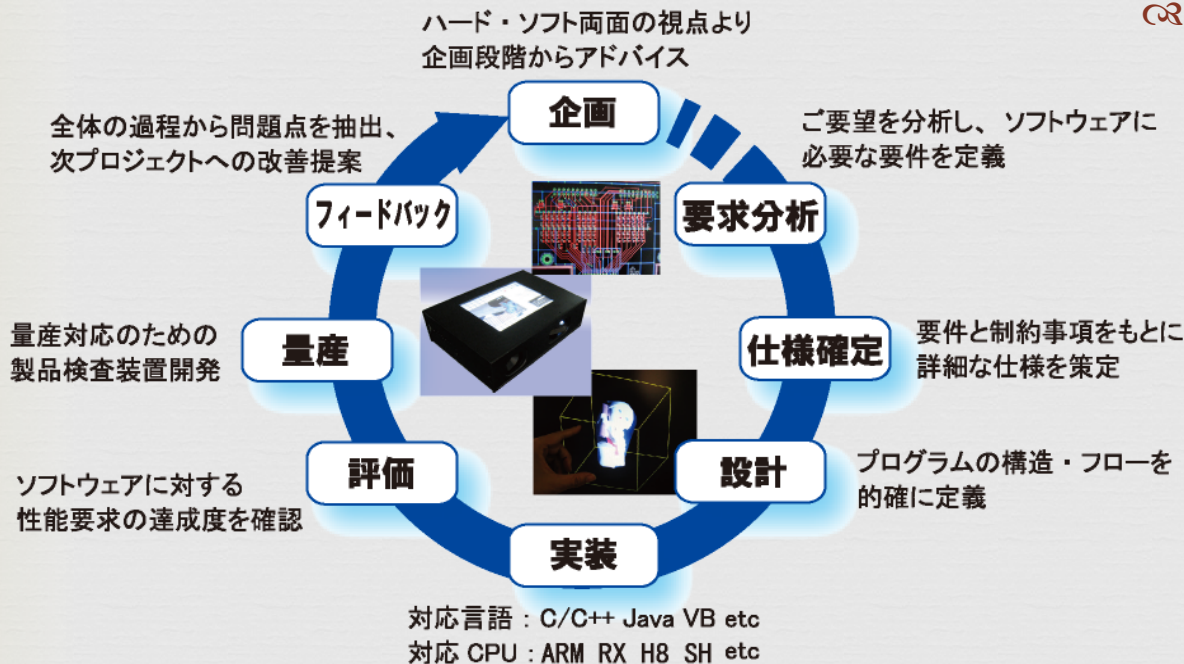 ハード・ソフト両面の視点より
企画段階からアドバイス
企画
ご要望を分析し、ソフトウェアに
必要な要件を定義
要求分析
要件と制約事項をもとに
詳細な仕様を策定
仕様確定
プログラムの構造・フローを
的確に定義
設計
実装
対応言語：C/C++ Java VB etc
対応 CPU：ARM RX H8 SH etc
評価
ソフトウェアに対する
性能要求の達成度を確認
量産
量産対応のための
製品検査装置開発
フィードバック
全体の過程から問題点を抽出、
次プロジェクトへの改善提案